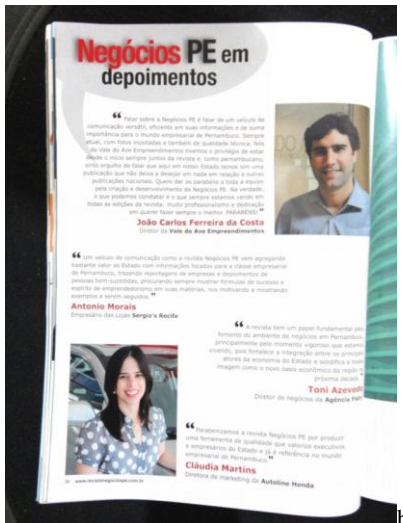 Negócios PE em
depoimentos
“ Falar sobre a Negócios PE é falar de um veículo de
comunicação versátil, eficiente em suas informações e de suma
importância para o mundo empresarial de Pernambuco. Sempre
atual, com fotos inusitadas e também de qualidade técnica. Nós
da Vale do Ave Empreendimentos tivemos o privilégio de estar
desde o início sempre juntos da revista e, como pernambucano,
sinto orgulho de falar que aqui em nosso Estado temos sim uma
publicação que não deixa a desejar em nada em relação a outras
publicações nacionais. Quero dar os parabéns a toda a equipe
pela criação e desenvolvimento da Negócios PE. Na verdade,
o que podemos constatar é o que sempre estamos vendo em
todas as edições da revista: muito profissionalismo e dedicação
em querer fazer sempre o melhor. PARABÉNS! ”
João Carlos Ferreira da Costa
Diretor da Vale do Ave Empreendimentos
“ Um veículo de comunicação como a revista Negócios PE vem agregando
bastante valor ao Estado com informações focadas para a classe empresarial
de Pernambuco, trazendo reportagens de empresas e depoimentos de
pessoas bem-sucedidas, procurando sempre mostrar fórmulas de sucesso e
espírito de empreendedorismo em suas matérias, nos motivando e mostrando
exemplos a serem seguidos. ”
Antonio Morais
Empresário das Lojas Sergio's Recife
“ A revista tem um papel fundamental pelo
fomento do ambiente de negócios em Pernambuco,
principalmente pelo momento vigoroso que estamos
vivendo, pois fortalece a integração entre os principais
atores da economia do Estado e solidifica a nossa
imagem como o novo oásis econômico da região na
próxima década. ”
Toni Azevedo
Diretor de negócios da Agência
“ Parabenizamos a revista Negócios PE por produzir
uma ferramenta de qualidade que valoriza executivos
e empresários do Estado e já é referência no mundo
empresarial de Pernambuco. ”
Cláudia Martins
Diretora de marketing da Autoline Honda
www.revistanegociospe.com.br